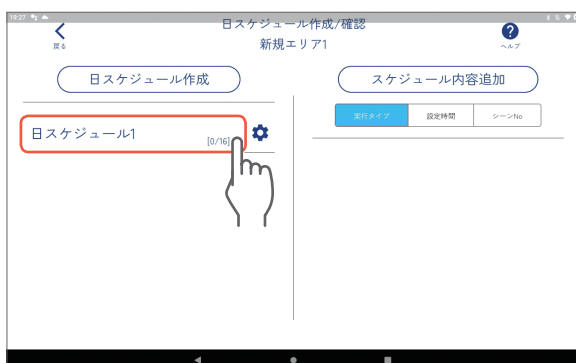 19:27
日スケジュール作成/確認
戻る
新規エリア1
ヘルプ
日スケジュール作成
スケジュール内容追加
実行タイプ
設定時間
シーンNo
日スケジュール1
[0/16]